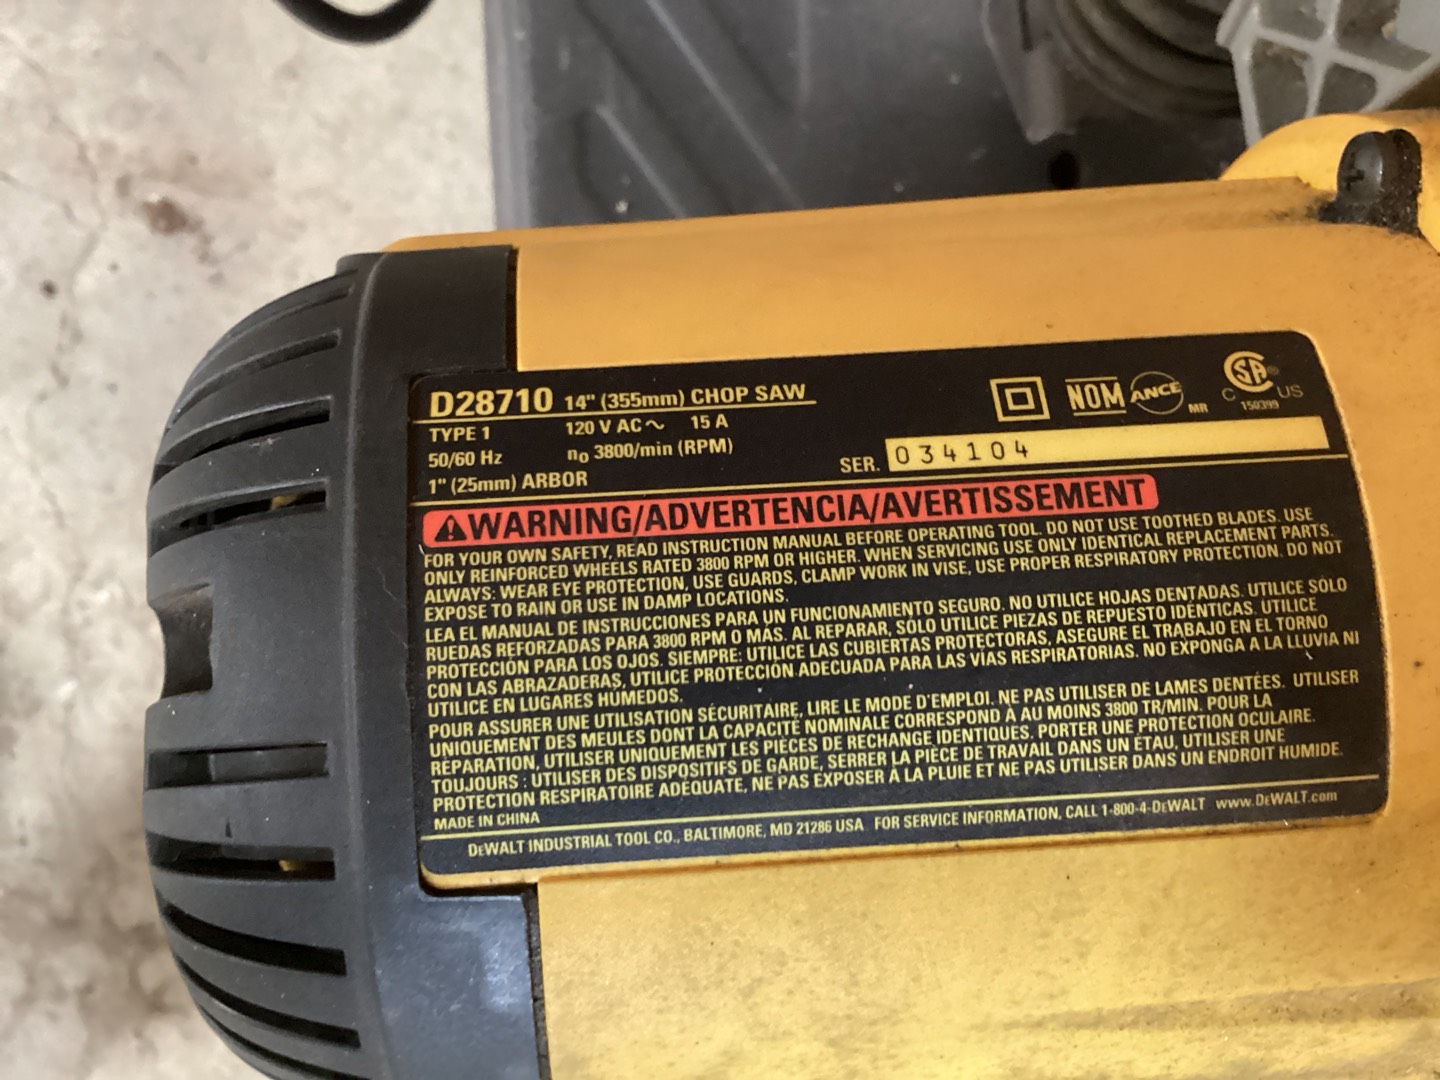 D28710 14" (355mm) CHOP SAW
TYPE 1 120 V AC~ 15 A
50/60 Hz n₀ 3800/min (RPM)
1" (25mm) ARBOR
NOM ANCE MR
CSA® C US
150399
SER. 034104
WARNING/ADVERTENCIA/AVERTISSEMENT
FOR YOUR OWN SAFETY, READ INSTRUCTION MANUAL BEFORE OPERATING TOOL. DO NOT USE TOOTHED BLADES. USE
ONLY REINFORCED WHEELS RATED 3800 RPM OR HIGHER. WHEN SERVICING USE ONLY IDENTICAL REPLACEMENT PARTS.
ALWAYS: WEAR EYE PROTECTION, USE GUARDS, CLAMP WORK IN VISE, USE PROPER RESPIRATORY PROTECTION. DO NOT
EXPOSE TO RAIN OR USE IN DAMP LOCATIONS.
LEA EL MANUAL DE INSTRUCCIONES PARA UN FUNCIONAMIENTO SEGURO. NO UTILICE HOJAS DENTADAS. UTILICE SÓLO
RUEDAS REFORZADAS PARA 3800 RPM O MÁS. AL REPARAR, SOLO UTILICE PIEZAS DE REPUESTO IDENTICAS. UTILICE
PROTECCIÓN PARA LOS OJOS. SIEMPRE: UTILICE LAS CUBIERTAS PROTECTORAS, ASEGURE EL TRABAJO EN EL TORNO
CON LAS ABRAZADERAS, UTILICE PROTECCIÓN ADECUADA PARA LAS VÍAS RESPIRATORIAS. NO EXPONGA A LA LLUVIA NI
UTILICE EN LUGARES HÚMEDOS.
POUR ASSURER UNE UTILISATION SÉCURITAIRE, LIRE LE MODE D'EMPLOI. NE PAS UTILISER DE LAMES DENTÉES. UTILISER
UNIQUEMENT DES MEULES DONT LA CAPACITÉ NOMINALE CORRESPOND À AU MOINS 3800 TR/MIN. POUR LA
RÉPARATION, UTILISER UNIQUEMENT LES PIÈCES DE RECHANGE IDENTIQUES. PORTER UNE PROTECTION OCULAIRE.
TOUJOURS : UTILISER DES DISPOSITIFS DE GARDE, SERRER LA PIÈCE DE TRAVAIL DANS UN ÉTAU, UTILISER UNE
PROTECTION RESPIRATOIRE ADEQUATE, NE PAS EXPOSER À LA PLUIE ET NE PAS UTILISER DANS UN ENDROIT HUMIDE.
MADE IN CHINA
DEWALT INDUSTRIAL TOOL CO., BALTIMORE, MD 21286 USA FOR SERVICE INFORMATION, CALL 1-800-4-DEWALT www.DEWALT.com